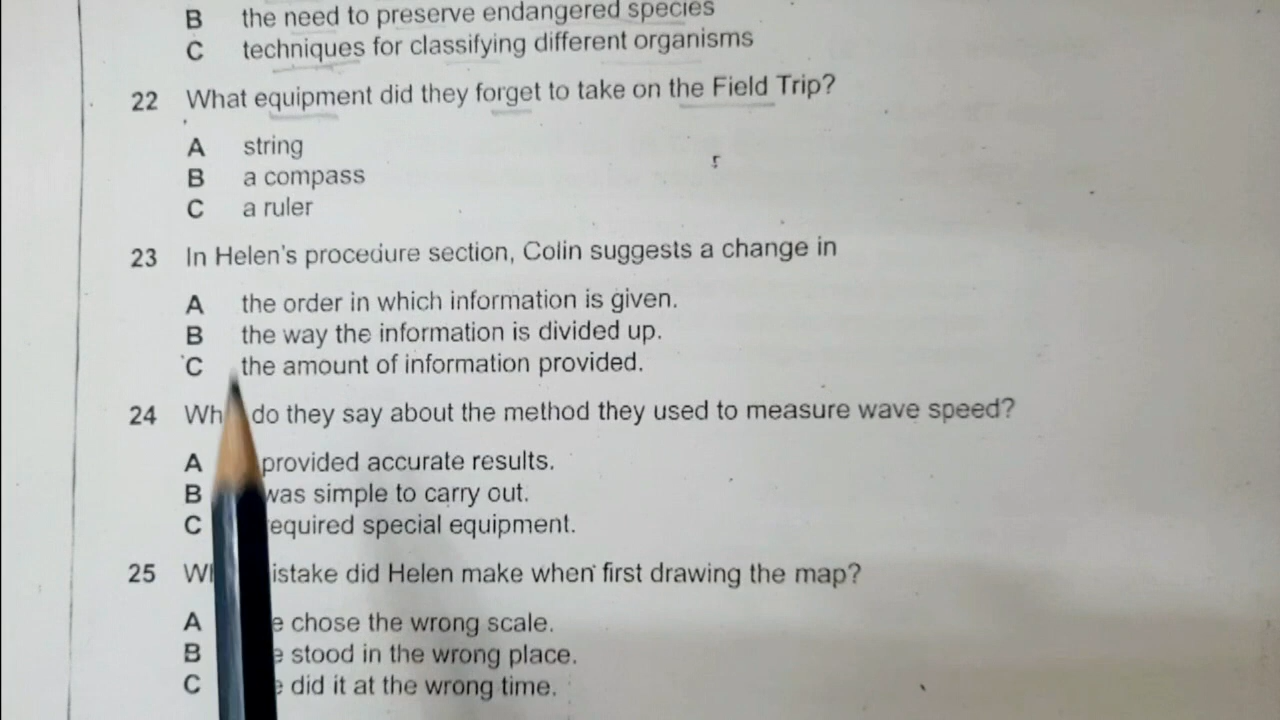 B the need to preserve endangered species
C techniques for classifying different organisms
22 What equipment did they forget to take on the Field Trip?
A string
B a compass
C a ruler
23 In Helen's procedure section, Colin suggests a change in
A the order in which information is given.
B the way the information is divided up.
C the amount of information provided.
24 Wh do they say about the method they used to measure wave speed?
A provided accurate results.
B was simple to carry out.
C required special equipment.
25 istake did Helen make when first drawing the map?
A chose the wrong scale.
B stood in the wrong place.
C did it at the wrong time.